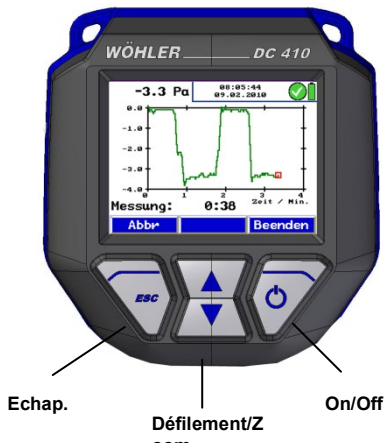 WÖHLER DC 410
-3.3 Pa 08:05:44
09.02.2010
0.0
-1.0
-2.0
-3.0
-4.0
0 1 2 3 4
Messung: 0:38 Zeit / Min.
Abbr Beenden
ESC
Echap. On/Off
Défilement/Z